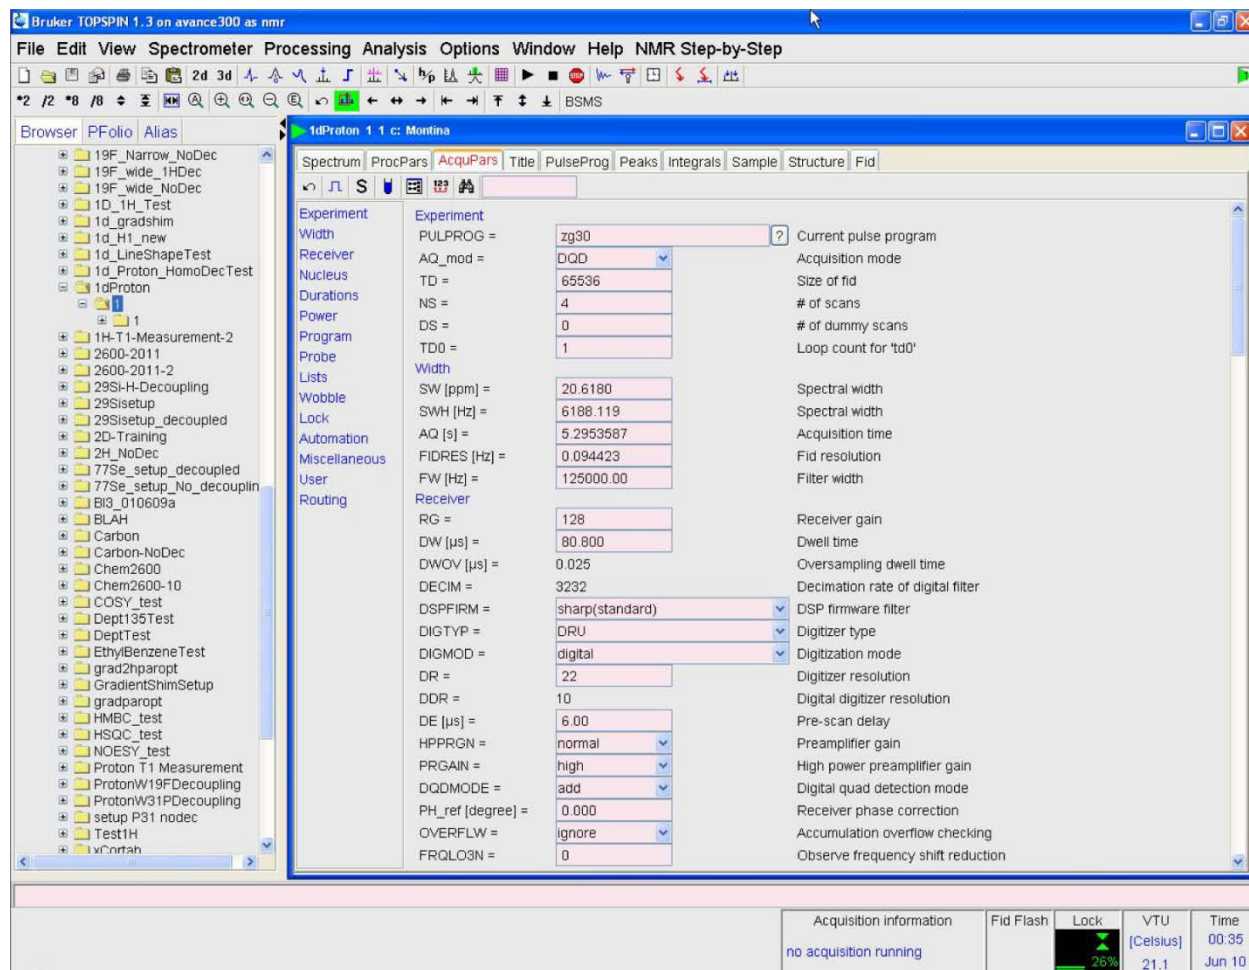 Bruker TOPSPIN 1.3 on avance300 as nmr
File Edit View Spectrometer Processing Analysis Options Window Help NMR Step-by-Step
2d 3d
*2 /2 *8 /8 BSMS
Browser PFolio Alias
19F_Narrow_NoDec
19F_wide_1HDec
19F_wide_NoDec
1D_1H_Test
1d_gradshim
1d_H1_new
1d_LineShapeTest
1d_Proton_HomoDecTest
1dProton
1
1
1H-T1-Measurement-2
2600-2011
2600-2011-2
29Si-H-Decoupling
29Sisetup
29Sisetup_decoupled
2D-Training
2H_NoDec
77Se_setup_decoupled
77Se_setup_No_decouplin
BI3_010609a
BLAH
Carbon
Carbon-NoDec
Chem2600
Chem2600-10
COSY_test
Dept135Test
DeptTest
EthylBenzeneTest
grad2hparopt
GradientShimSetup
gradparopt
HMBC_test
HSQC_test
NOESY_test
Proton T1 Measurement
ProtonW19FDecoupling
ProtonW31PDecoupling
setup P31 nodec
Test1H
xCortab
1dProton 1 1 c: Montina
Spectrum ProcPars AcquPars Title PulseProg Peaks Integrals Sample Structure Fid
S 123
Experiment
Width
Receiver
Nucleus
Durations
Power
Program
Probe
Lists
Wobble
Lock
Automation
Miscellaneous
User
Routing
Experiment
PULPROG = zg30 ? Current pulse program
AQ_mod = DQD Acquisition mode
TD = 65536 Size of fid
NS = 4 # of scans
DS = 0 # of dummy scans
TD0 = 1 Loop count for 'td0'
Width
SW [ppm] = 20.6180 Spectral width
SWH [Hz] = 6188.119 Spectral width
AQ [s] = 5.2953587 Acquisition time
FIDRES [Hz] = 0.094423 Fid resolution
FW [Hz] = 125000.00 Filter width
Receiver
RG = 128 Receiver gain
DW [µs] = 80.800 Dwell time
DWOV [µs] = 0.025 Oversampling dwell time
DECIM = 3232 Decimation rate of digital filter
DSPFIRM = sharp(standard) DSP firmware filter
DIGTYP = DRU Digitizer type
DIGMOD = digital Digitization mode
DR = 22 Digitizer resolution
DDR = 10 Digital digitizer resolution
DE [µs] = 6.00 Pre-scan delay
HPPRGN = normal Preamplifier gain
PRGAIN = high High power preamplifier gain
DQDMODE = add Digital quad detection mode
PH_ref [degree] = 0.000 Receiver phase correction
OVERFLW = ignore Accumulation overflow checking
FRQLO3N = 0 Observe frequency shift reduction
Acquisition information Fid Flash Lock VTU Time
no acquisition running 26% [Celsius] 00:35
21.1 Jun 10